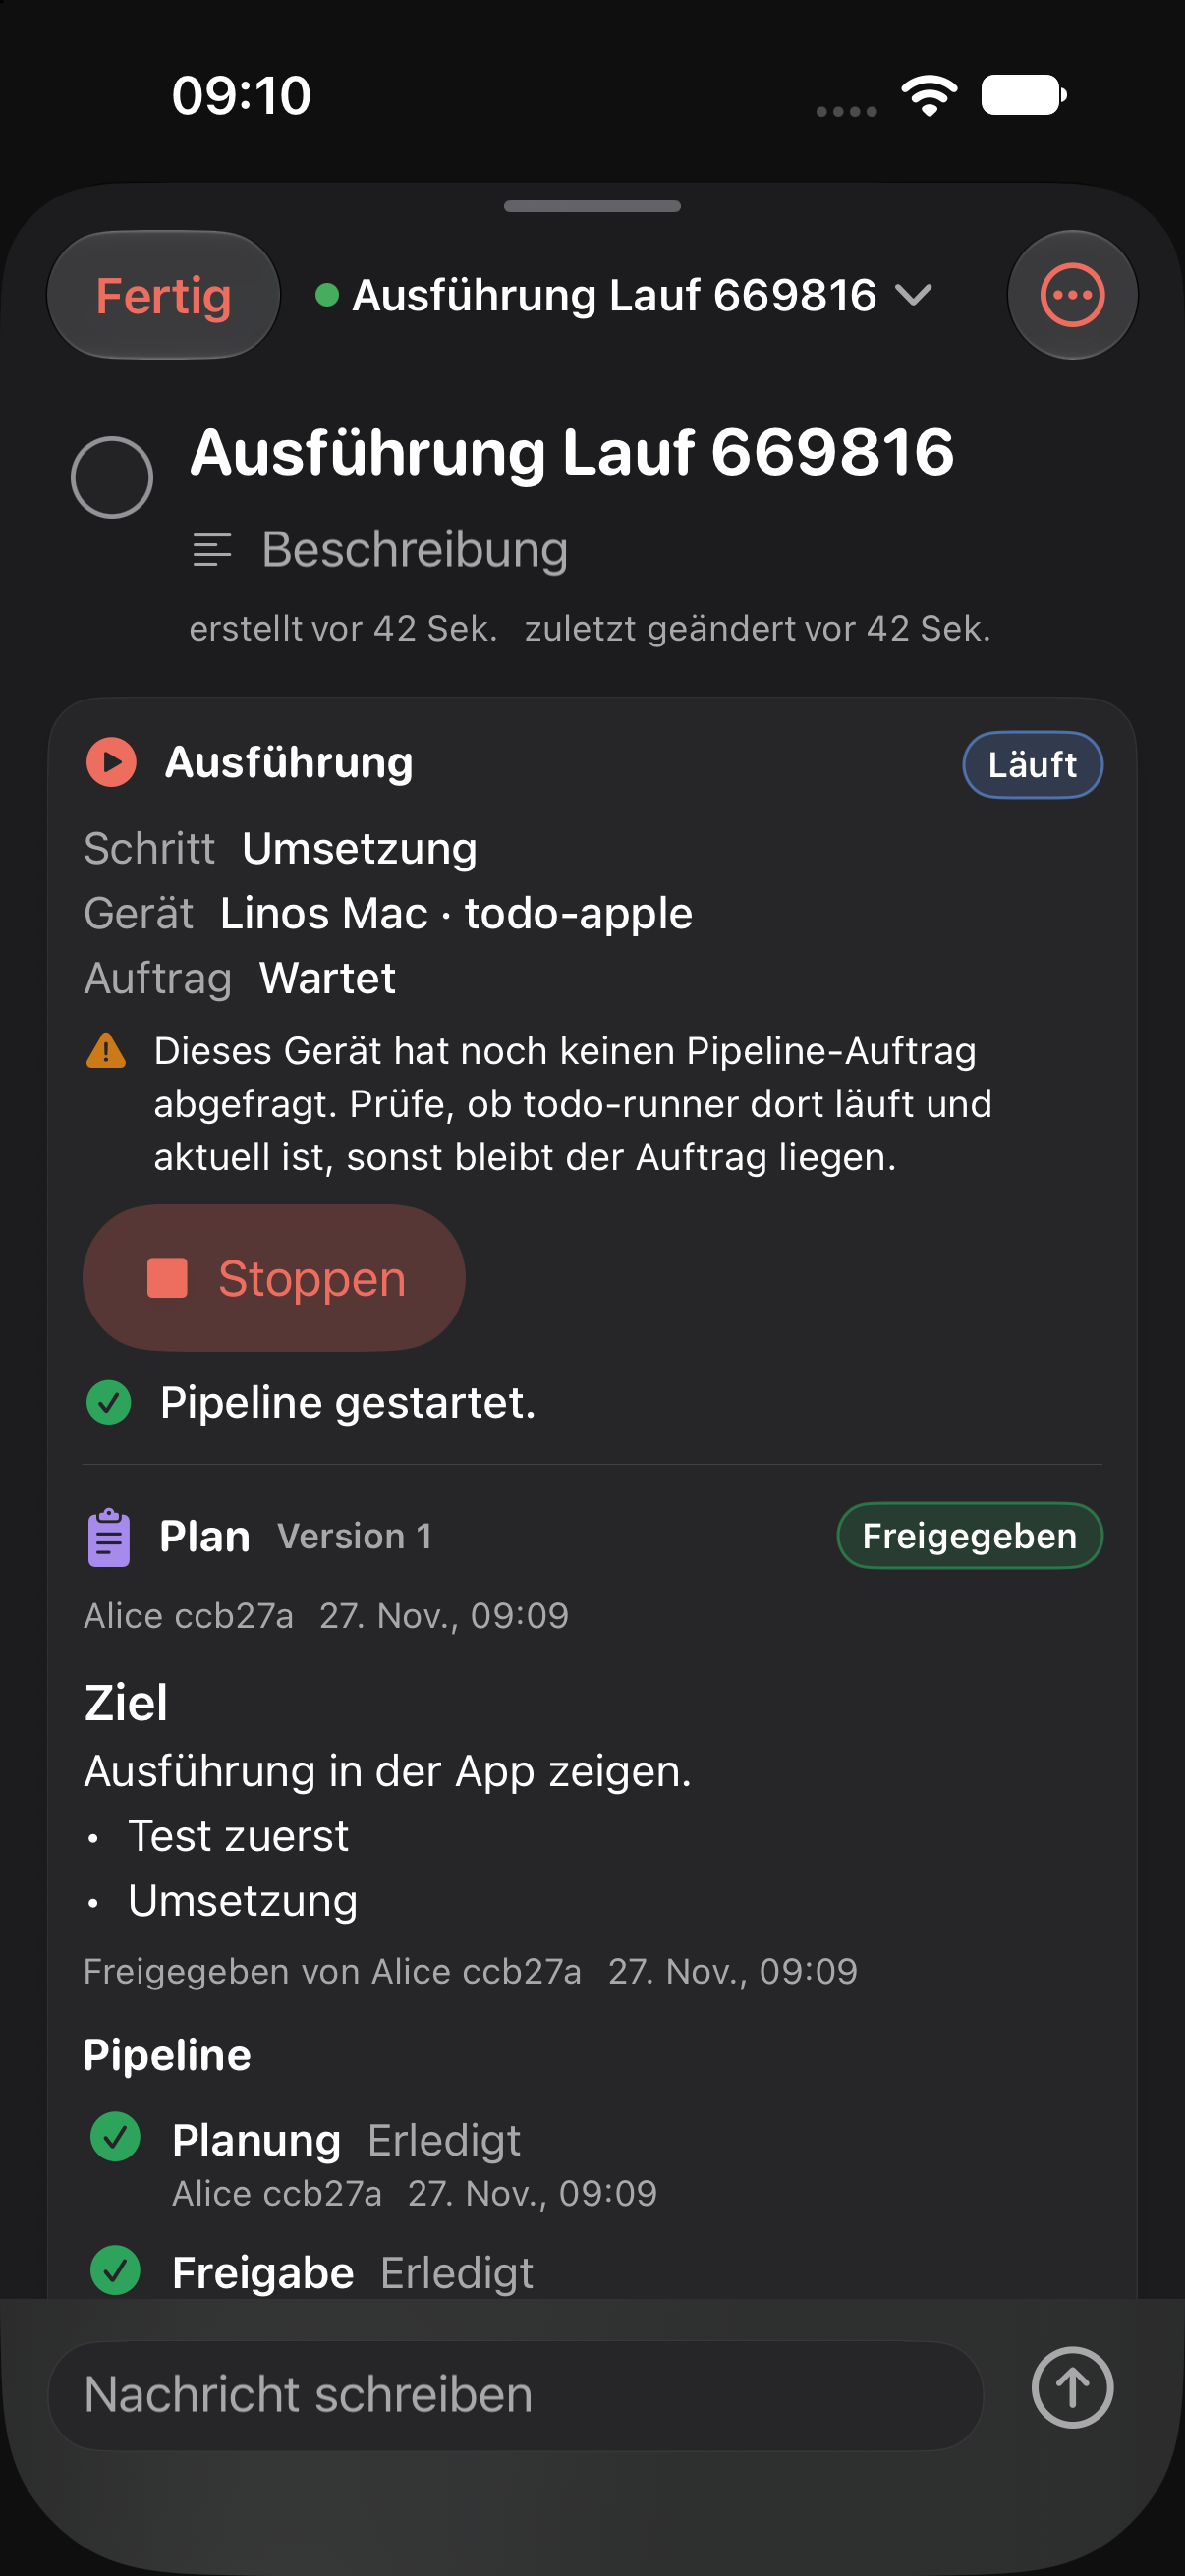 09:10
Fertig
Ausführung Lauf 669816
Ausführung Lauf 669816
Beschreibung
erstellt vor 42 Sek. zuletzt geändert vor 42 Sek.
Ausführung
Läuft
Schritt Umsetzung
Gerät Linos Mac · todo-apple
Auftrag Wartet
Dieses Gerät hat noch keinen Pipeline-Auftrag
abgefragt. Prüfe, ob todo-runner dort läuft und
aktuell ist, sonst bleibt der Auftrag liegen.
Stoppen
Pipeline gestartet.
Plan Version 1
Freigegeben
Alice ccb27a 27. Nov., 09:09
Ziel
Ausführung in der App zeigen.
• Test zuerst
• Umsetzung
Freigegeben von Alice ccb27a 27. Nov., 09:09
Pipeline
Planung Erledigt
Alice ccb27a 27. Nov., 09:09
Freigabe Erledigt
Nachricht schreiben